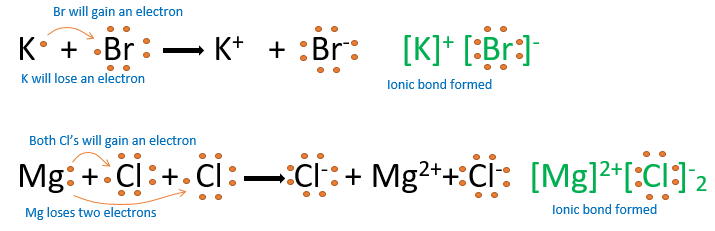 Br will gain an electron
K + Br → K⁺ + Br⁻ [K]⁺ [Br]⁻
K will lose an electron
Ionic bond formed
Both Cl's will gain an electron
Mg + Cl + Cl → Cl⁻ + Mg²⁺ + Cl⁻ [Mg]²⁺[Cl]⁻₂
Mg loses two electrons
Ionic bond formed